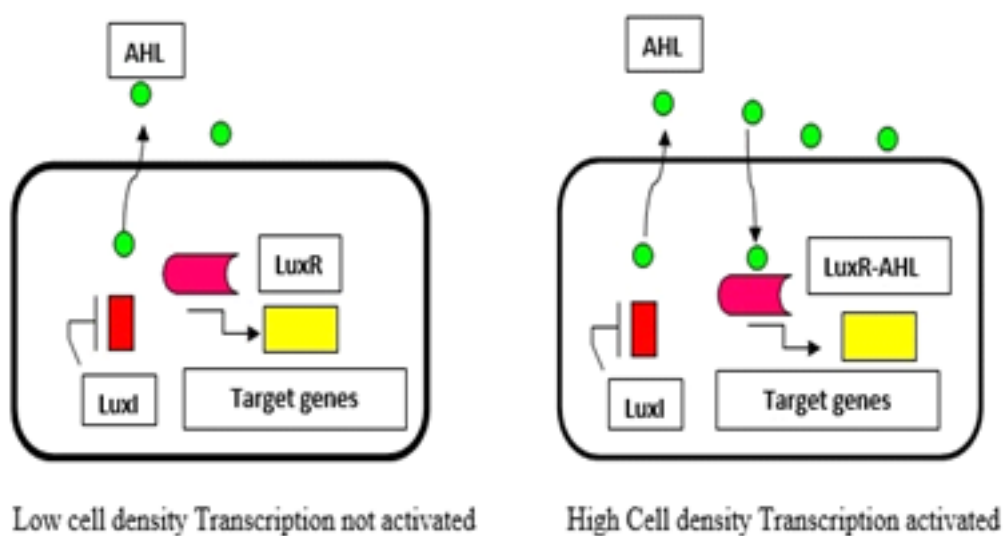 AHL
LuxR
LuxI
Target genes
Low cell density Transcription not activated
AHL
LuxR-AHL
LuxI
Target genes
High Cell density Transcription activated